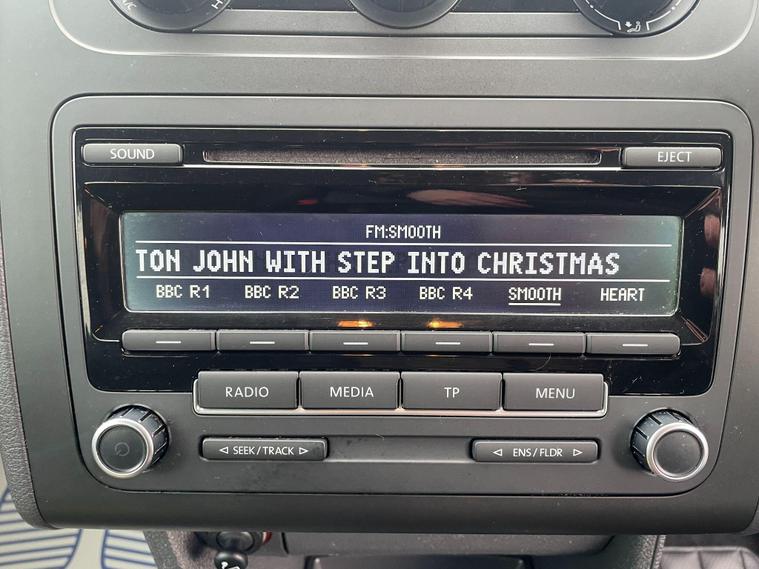 SOUND
EJECT
FM:SMOOTH
TON JOHN WITH STEP INTO CHRISTMAS
BBC R1 BBC R2 BBC R3 BBC R4 SMOOTH HEART
RADIO MEDIA TP MENU
◁ SEEK / TRACK ▷ ◁ ENS / FLDR ▷